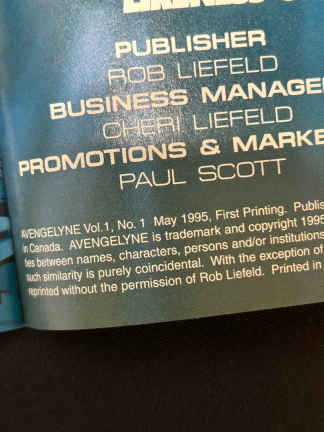 PUBLISHER
ROB LIEFELD
BUSINESS MANAGE
CHERI LIEFELD
PROMOTIONS & MARKE
PAUL SCOTT
AVENGELYNE Vol.1, No. 1 May 1995, First Printing. Publis
in Canada. AVENGELYNE is trademark and copyright 1995
ties between names, characters, persons and/or institutions
such similarity is purely coincidental. With the exception of
reprinted without the permission of Rob Liefeld. Printed in